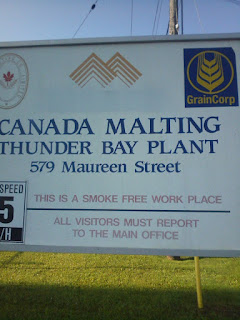 GrainCorp
CANADA MALTING
THUNDER BAY PLANT
579 Maureen Street
SPEED
5
/H
THIS IS A SMOKE FREE WORK PLACE
ALL VISITORS MUST REPORT
TO THE MAIN OFFICE